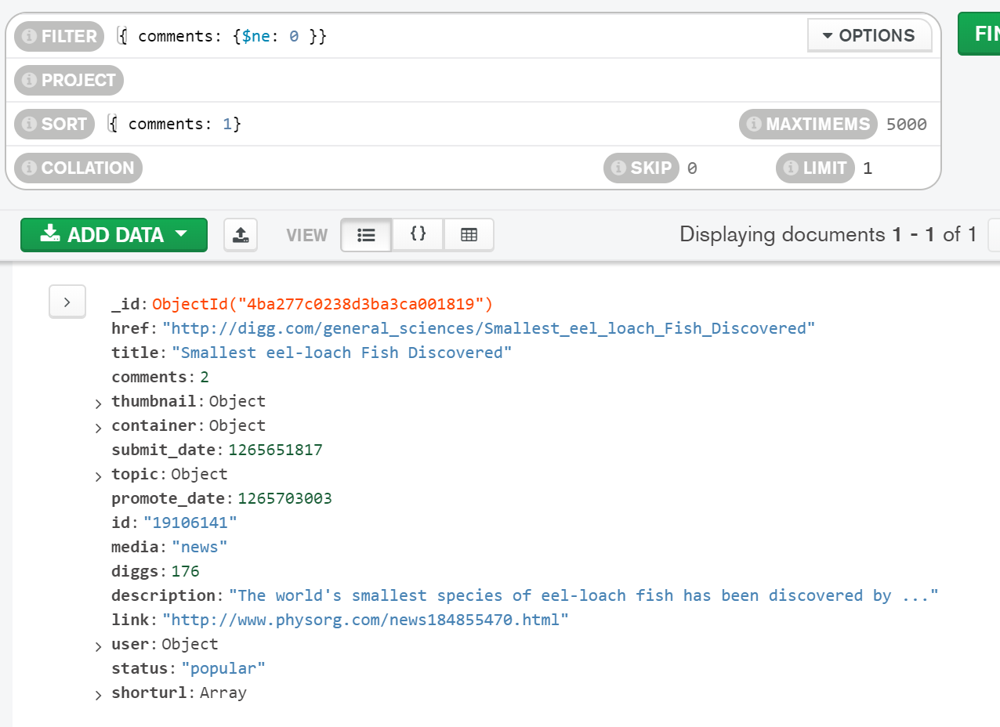 FILTER { comments: {$ne: 0 }} OPTIONS
PROJECT
SORT { comments: 1} MAXTIMEMS 5000
COLLATION SKIP 0 LIMIT 1
ADD DATA VIEW {} Displaying documents 1 - 1 of 1
_id: ObjectId("4ba277c0238d3ba3ca001819")
href: "http://digg.com/general_sciences/Smallest_eel_loach_Fish_Discovered"
title: "Smallest eel-loach Fish Discovered"
comments: 2
thumbnail: Object
container: Object
submit_date: 1265651817
topic: Object
promote_date: 1265703003
id: "19106141"
media: "news"
diggs: 176
description: "The world's smallest species of eel-loach fish has been discovered by ..."
link: "http://www.physorg.com/news184855470.html"
user: Object
status: "popular"
shorturl: Array